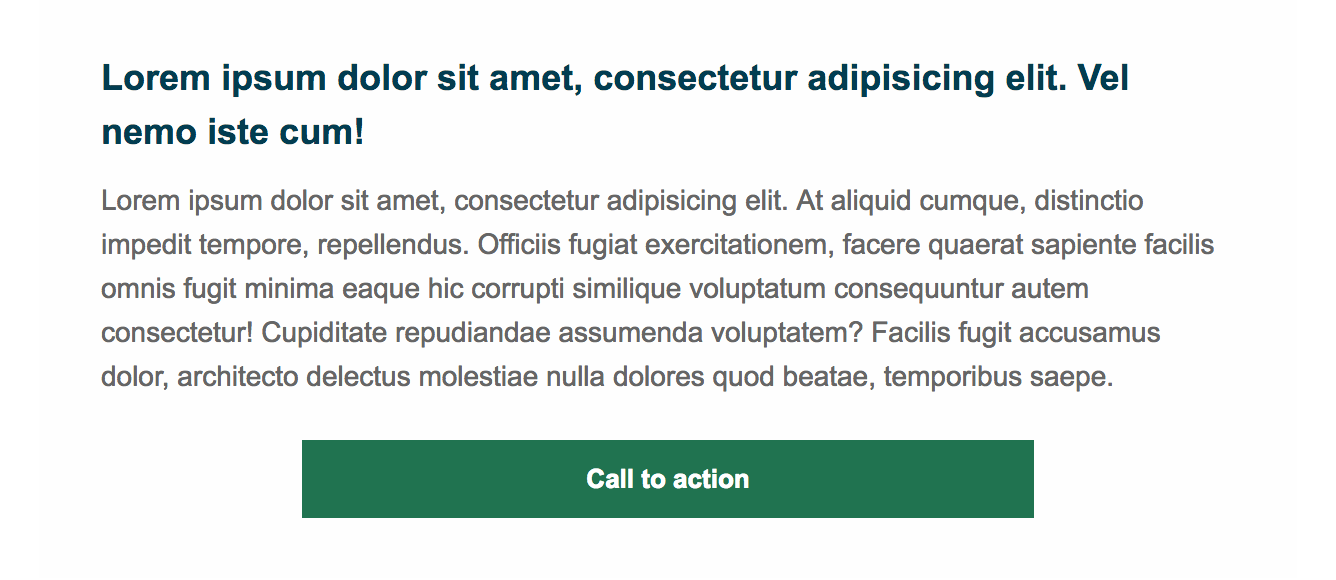 Lorem ipsum dolor sit amet, consectetur adipisicing elit. Vel
nemo iste cum!
Lorem ipsum dolor sit amet, consectetur adipisicing elit. At aliquid cumque, distinctio
impedit tempore, repellendus. Officiis fugiat exercitationem, facere quaerat sapiente facilis
omnis fugit minima eaque hic corrupti similique voluptatum consequuntur autem
consectetur! Cupiditate repudiandae assumenda voluptatem? Facilis fugit accusamus
dolor, architecto delectus molestiae nulla dolores quod beatae, temporibus saepe.
Call to action